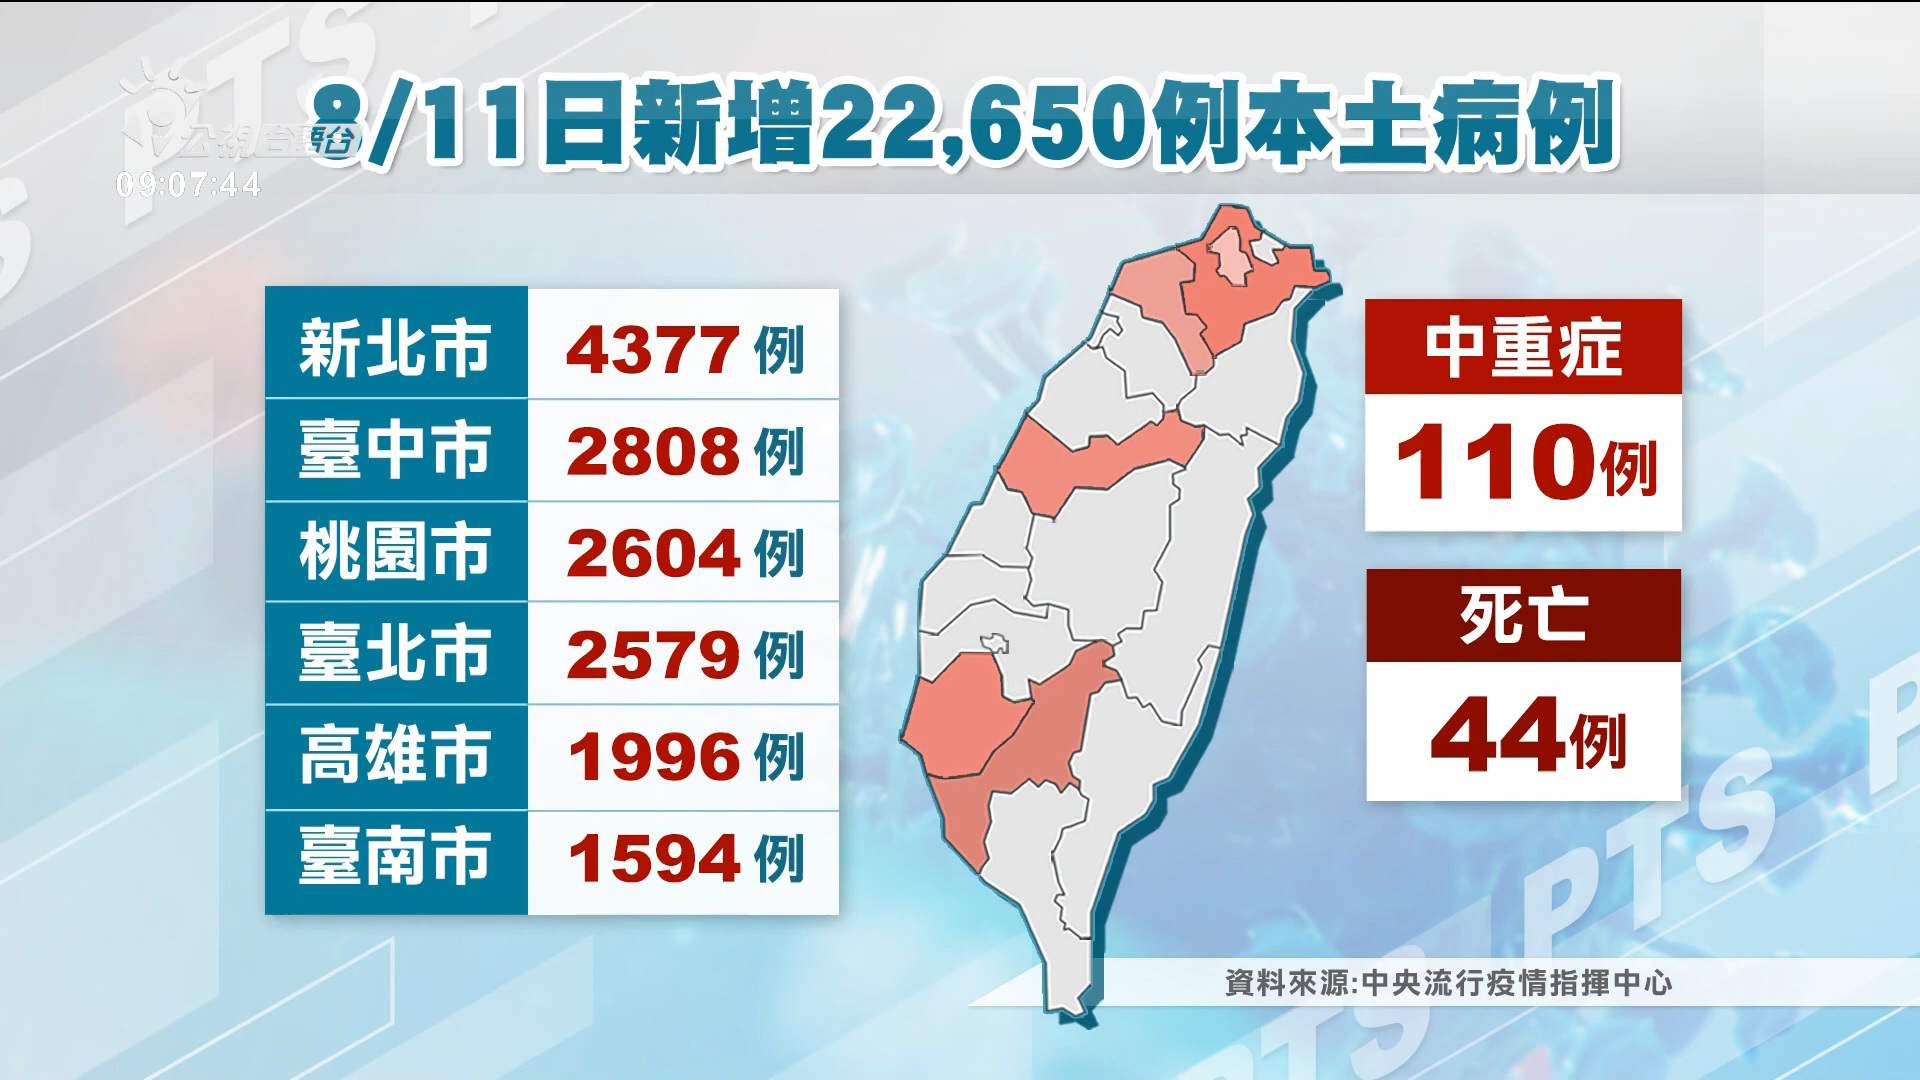 8/11日新增22,650例本土病例
公視台語台
09:07:44
新北市 4377例
臺中市 2808例
桃園市 2604例
臺北市 2579例
高雄市 1996例
臺南市 1594例
中重症
110例
死亡
44例
資料來源:中央流行疫情指揮中心
PTS
PTS
PTS